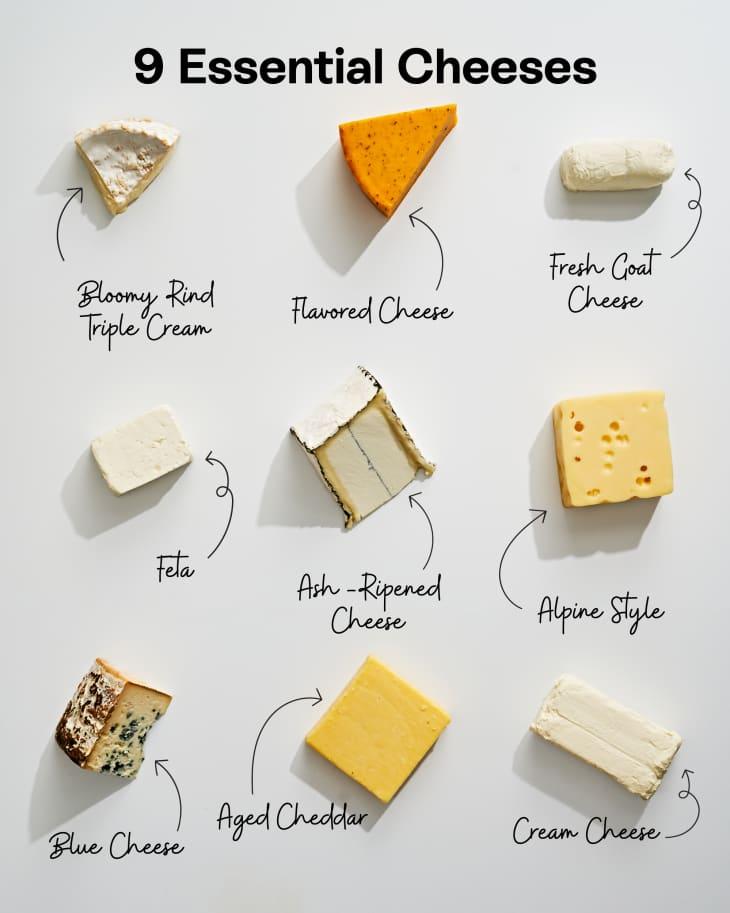 9 Essential Cheeses
Bloomy Rind
Triple Cream
Flavored Cheese
Fresh Goat
Cheese
Feta
Ash-Ripened
Cheese
Alpine Style
Blue Cheese
Aged Cheddar
Cream Cheese